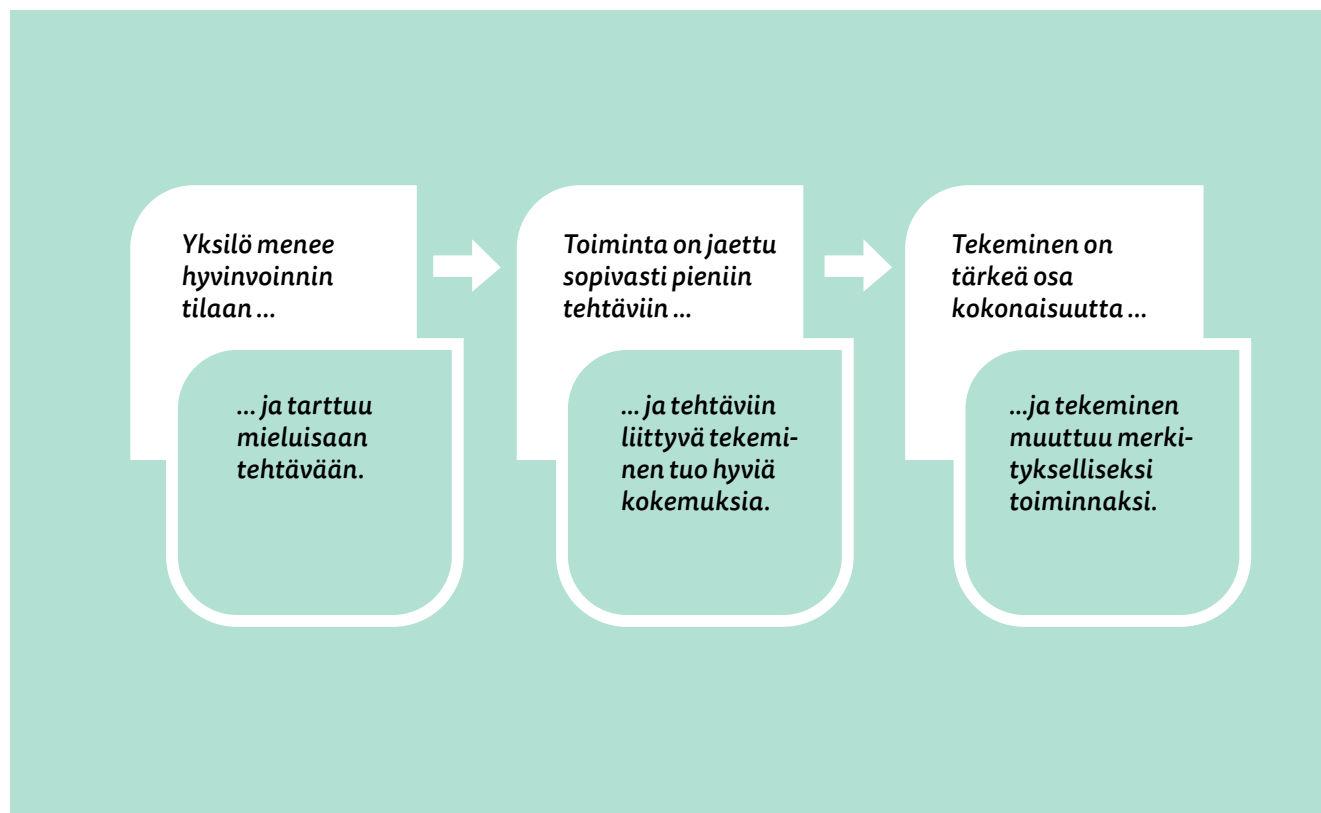 Yksilö menee
hyvinvoinnin
tilaan ...
... ja tarttuu
mieluisaan
tehtävään.
Toiminta on jaettu
sopivasti pieniin
tehtäviin ...
... ja tehtäviin
liittyvä tekemi-
nen tuo hyviä
kokemuksia.
Tekeminen on
tärkeä osa
kokonaisuutta ...
...ja tekeminen
muuttuu merki-
tykselliseksi
toiminnaksi.